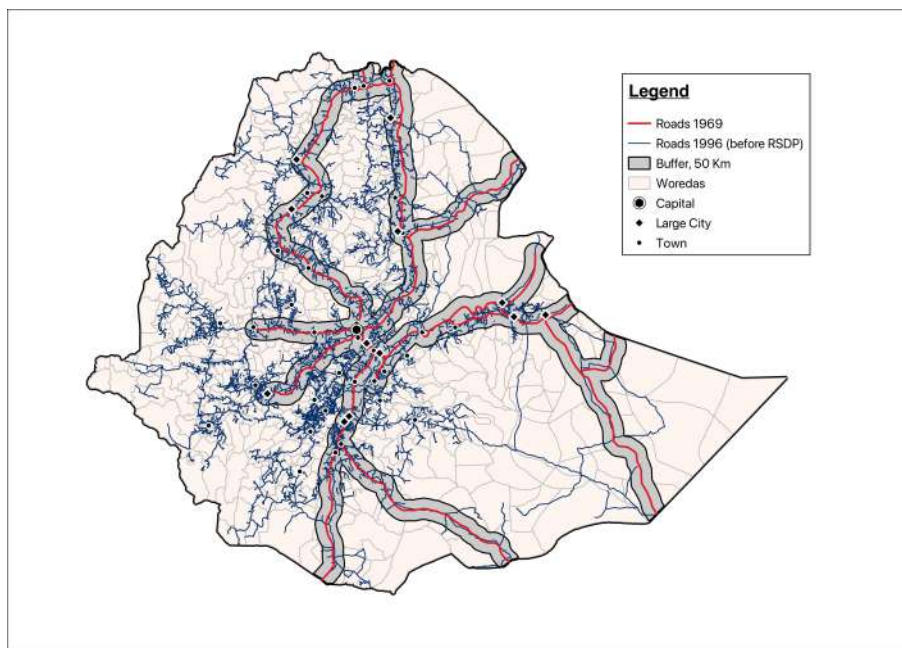 Legend
Roads 1969
Roads 1996 (before RSDP)
Buffer, 50 Km
Woredas
Capital
Large City
Town